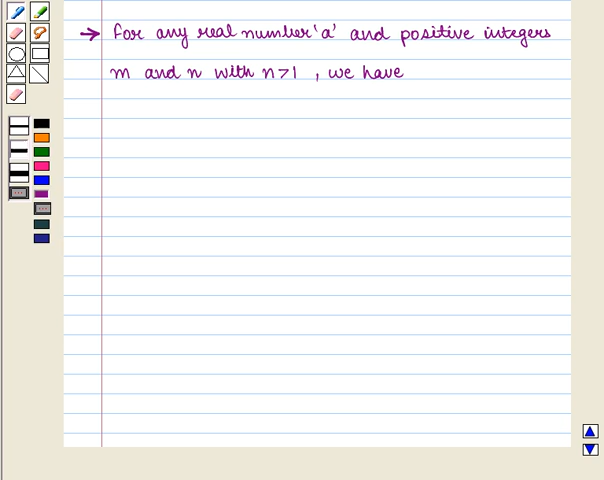 → For any real number 'a' and positive integers
m and n with n>1 , we have